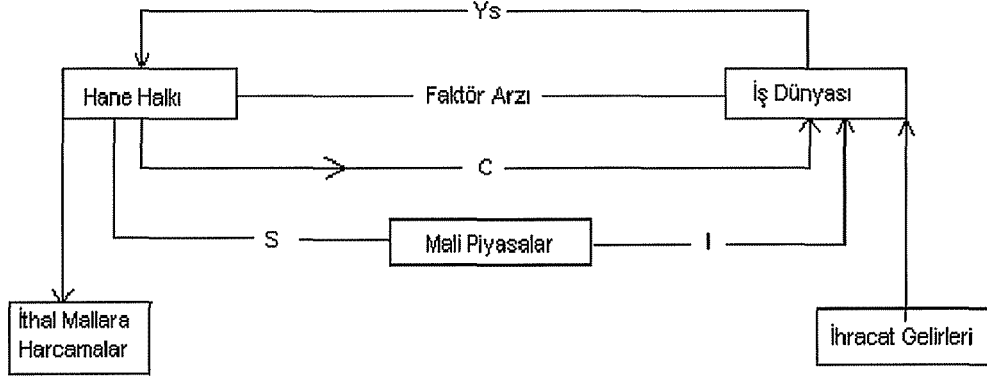 Ys
Hane Halkı
Faktör Arzı
İş Dünyası
C
S
Mali Piyasalar
I
İthal Mallara
Harcamalar
İhracat Gelirleri